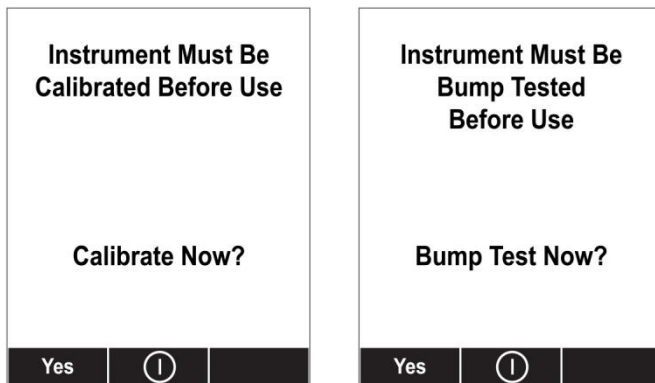 Instrument Must Be
Calibrated Before Use
Calibrate Now?
Yes
Instrument Must Be
Bump Tested
Before Use
Bump Test Now?
Yes